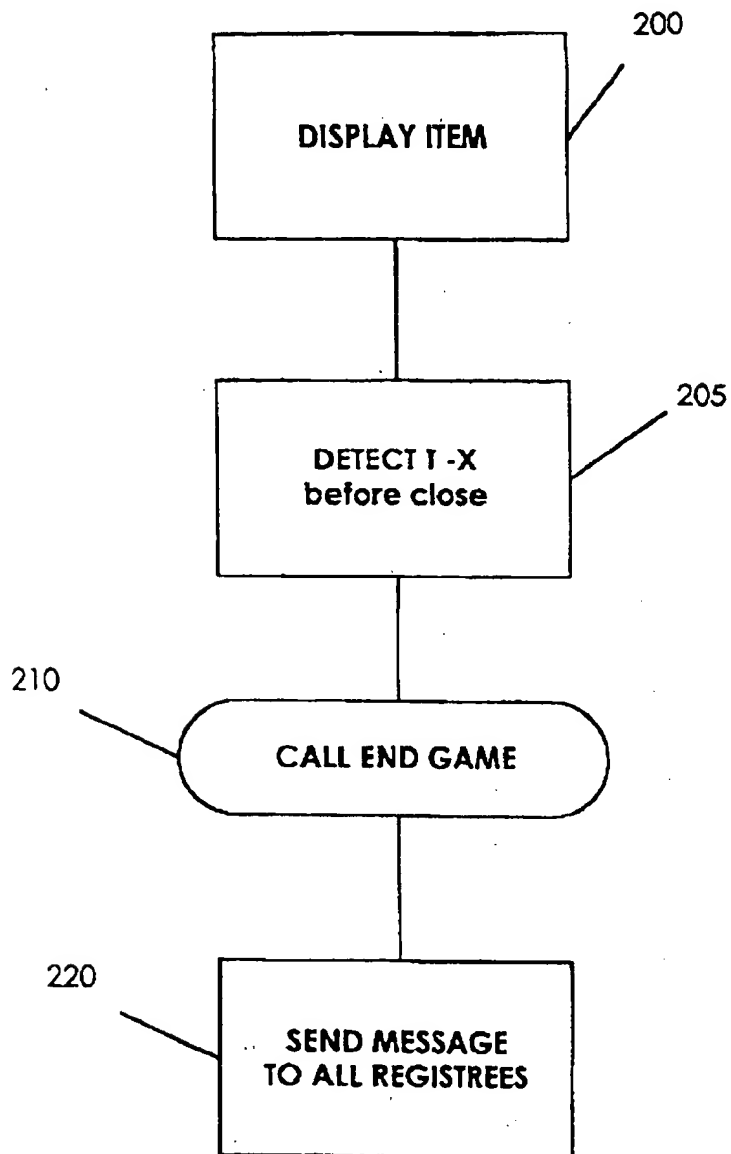 200
DISPLAY ITEM
205
DETECT T -X
before close
210
CALL END GAME
220
SEND MESSAGE
TO ALL REGISTREES